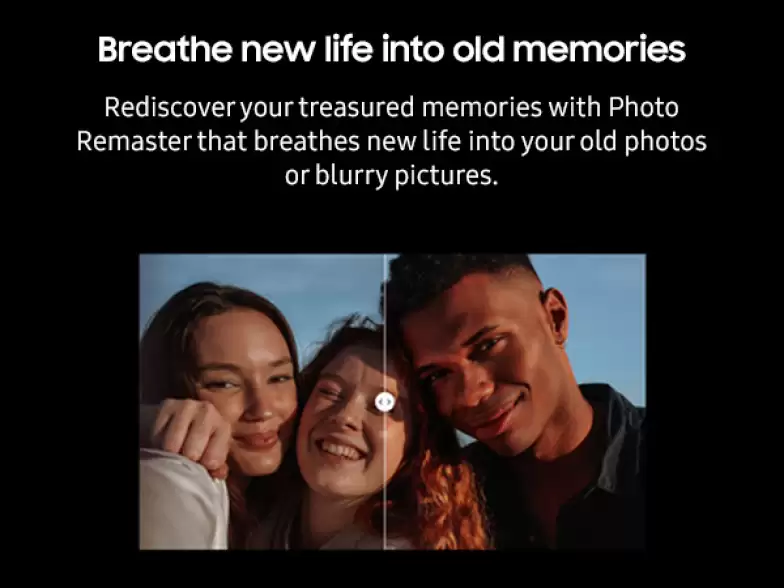 Breathe new life into old memories
Rediscover your treasured memories with Photo
Remaster that breathes new life into your old photos
or blurry pictures.